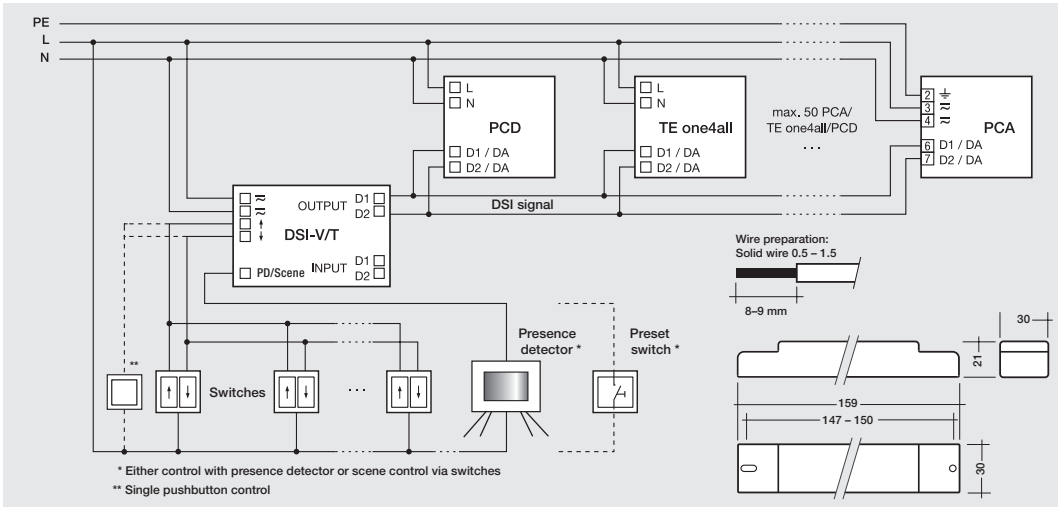 PE
L
N
L
N
PCD
D1 / DA
D2 / DA
L
N
TE one4all
D1 / DA
D2 / DA
max. 50 PCA/
TE one4all/PCD
...
2
3
4
PCA
6 D1 / DA
7 D2 / DA
OUTPUT D1
D2
DSI-V/T
PD/Scene INPUT D1
D2
DSI signal
Wire preparation:
Solid wire 0.5 – 1.5
8–9 mm
**
Switches
...
Presence
detector *
Preset
switch *
30
21
159
147 – 150
30
* Either control with presence detector or scene control via switches
** Single pushbutton control